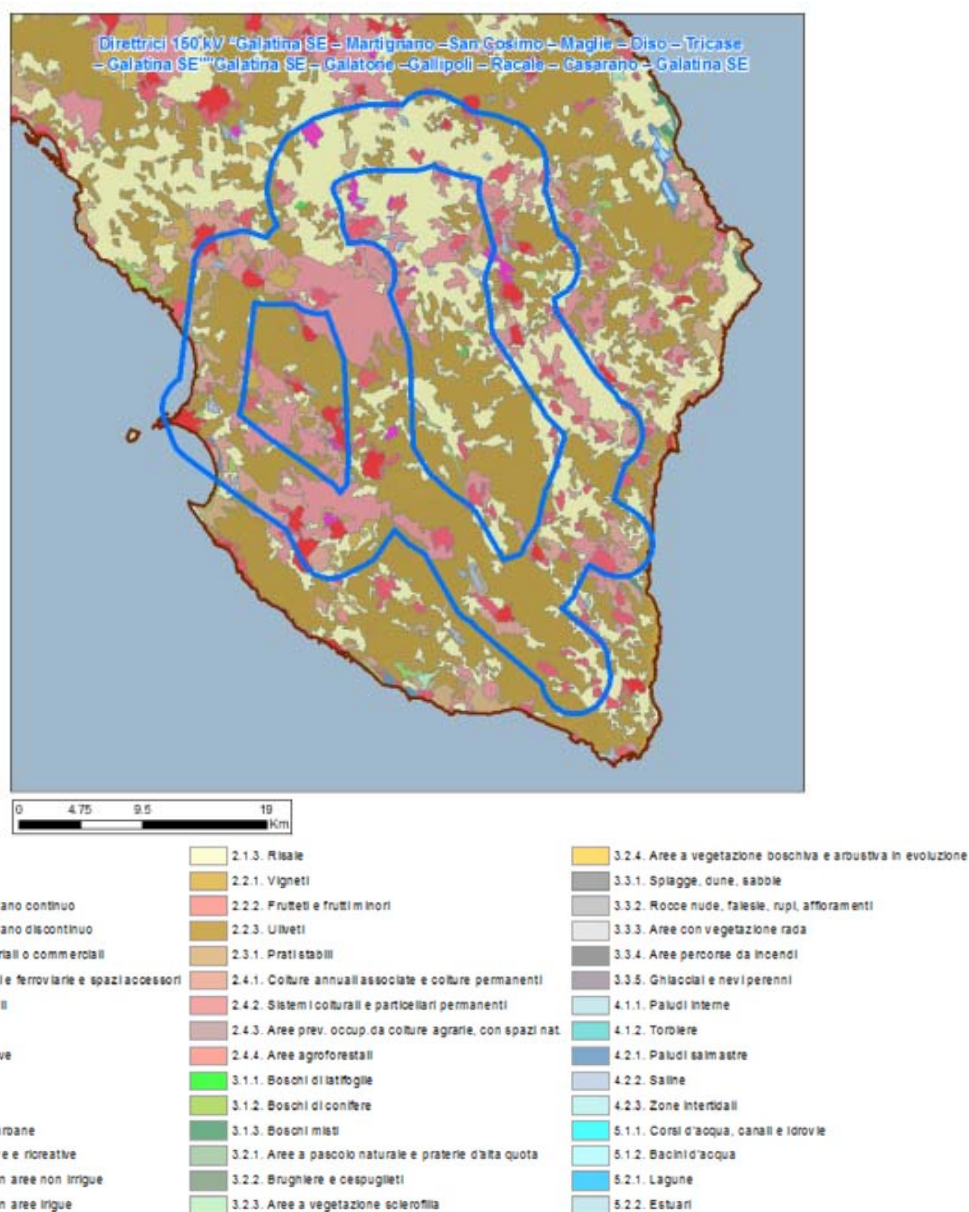 Direttrici 150 kV "Galatina SE – Martignano –San Cosimo – Maglie – Diso – Tricase
– Galatina SE""Galatina SE – Galatone –Gallipoli – Racale – Casarano – Galatina SE
0 4.75 9.5 19
Km
ano continuo
ano discontinuo
riali o commerciali
i e ferroviarie e spazi accessori
li
ve
rbane
e e ricreative
n aree non irrigue
n aree irigue
2.1.3. Risaie
2.2.1. Vigneti
2.2.2. Frutteti e frutti minori
2.2.3. Uliveti
2.3.1. Prati stabili
2.4.1. Colture annuali associate e colture permanenti
2.4.2. Sistemi colturali e particellari permanenti
2.4.3. Aree prev. occup.da colture agrarie, con spazi nat.
2.4.4. Aree agroforestali
3.1.1. Boschi di latifoglie
3.1.2. Boschi di conifere
3.1.3. Boschi misti
3.2.1. Aree a pascolo naturale e praterie d'alta quota
3.2.2. Brughiere e cespuglieti
3.2.3. Aree a vegetazione sclerofilla
3.2.4. Aree a vegetazione boschiva e arbustiva in evoluzione
3.3.1. Spiagge, dune, sabbie
3.3.2. Rocce nude, falesie, rupi, affioramenti
3.3.3. Aree con vegetazione rada
3.3.4. Aree percorse da incendi
3.3.5. Ghiacciai e nevi perenni
4.1.1. Paludi interne
4.1.2. Torbiere
4.2.1. Paludi salmastre
4.2.2. Saline
4.2.3. Zone intertidali
5.1.1. Corsi d'acqua, canali e idrovie
5.1.2. Bacini d'acqua
5.2.1. Lagune
5.2.2. Estuari